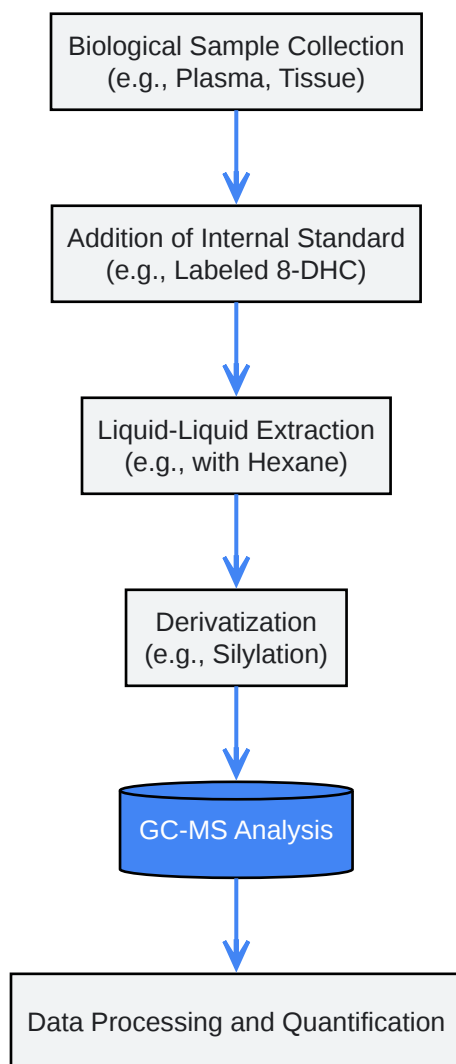 Biological Sample Collection
(e.g., Plasma, Tissue)
Addition of Internal Standard
(e.g., Labeled 8-DHC)
Liquid-Liquid Extraction
(e.g., with Hexane)
Derivatization
(e.g., Silylation)
GC-MS Analysis
Data Processing and Quantification